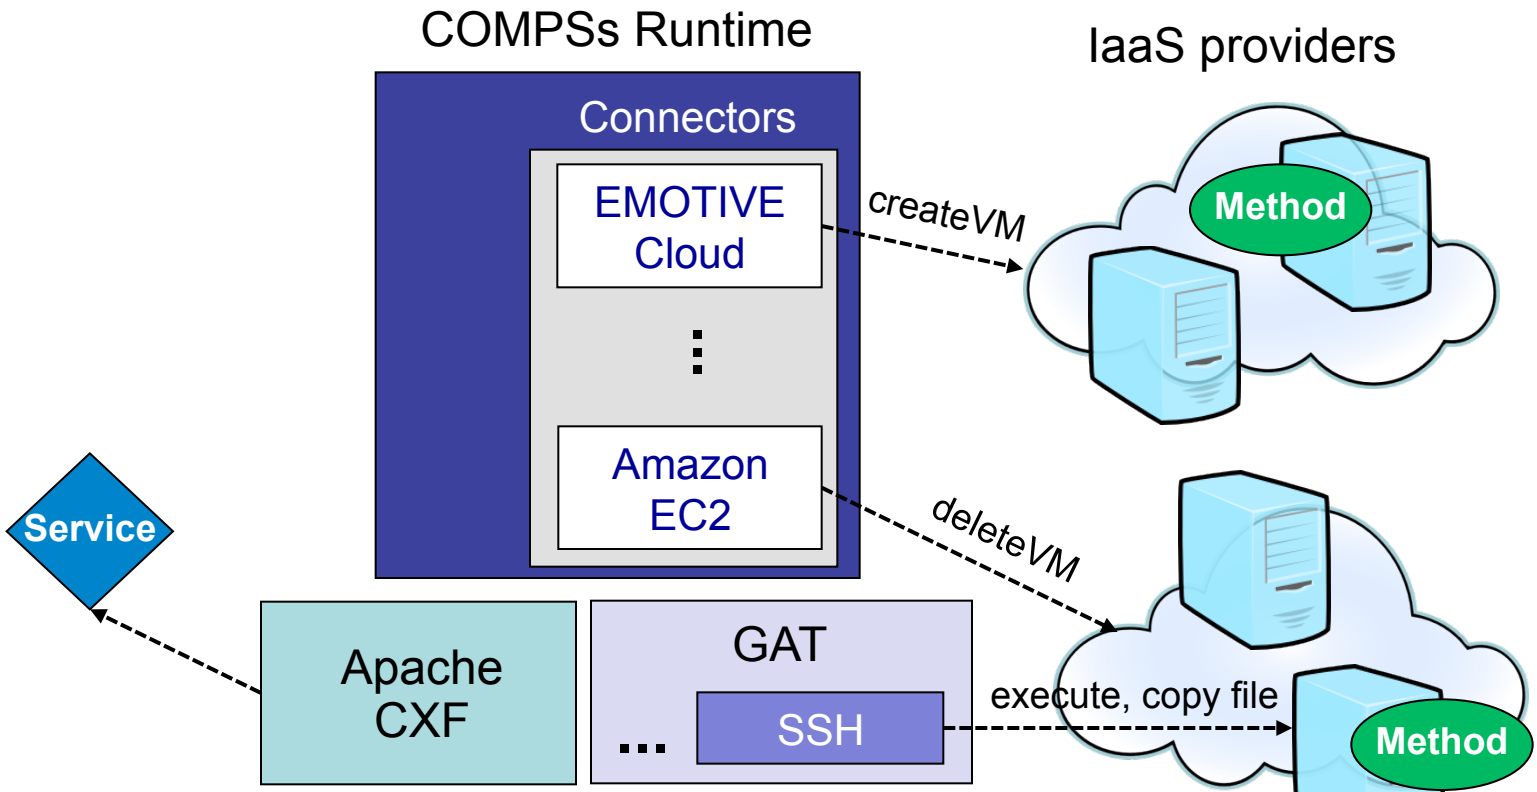 COMPSs Runtime
IaaS providers
Connectors
EMOTIVE
Cloud
createVM
Method
Amazon
EC2
deleteVM
Service
Apache
CXF
GAT
... SSH
execute, copy file
Method